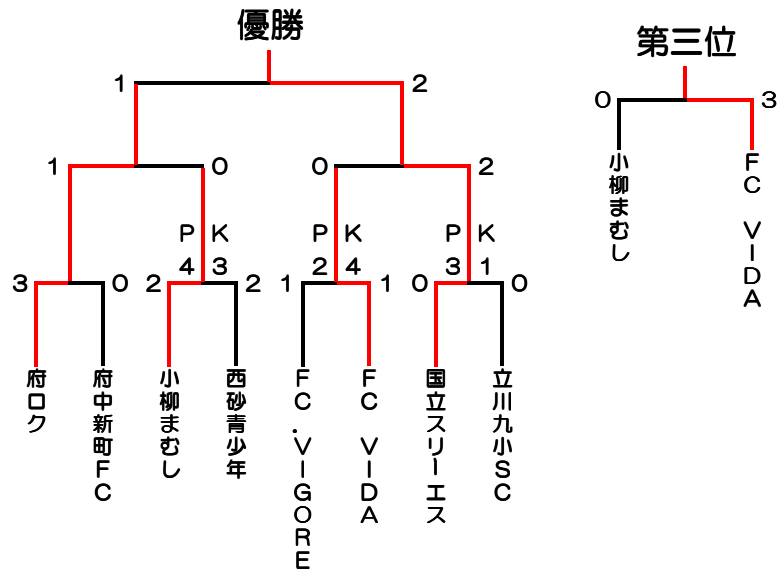 優勝
第三位
1 2
0 3
1 0 0 2
小柳まむし
FC VIDA
PK PK PK
4 3 2 4 3 1
3 0 2 2 1 1 0 0
府ロク
府中新町FC
小柳まむし
西砂青少年
FC.VIGORE
FC VIDA
国立スリーエス
立川九小SC